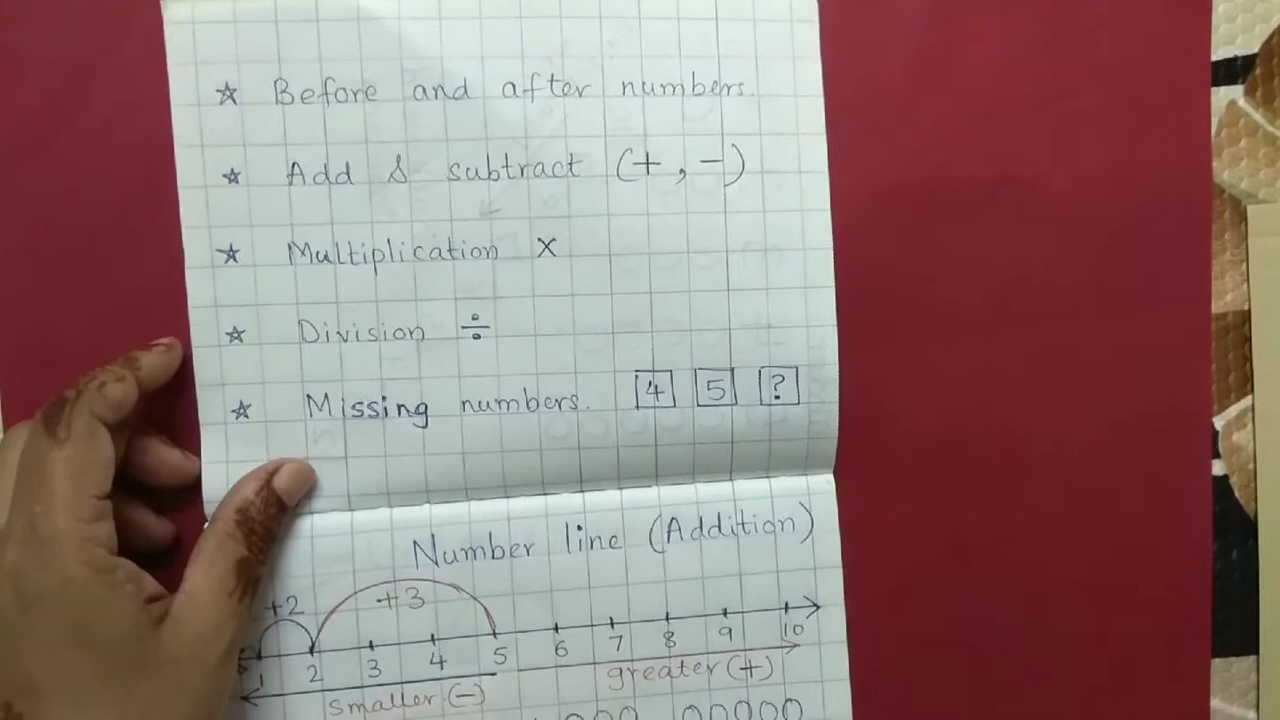 ☆ Before and after numbers.
☆ Add & subtract (+, -)
☆ Multiplication ×
☆ Division ÷
☆ Missing numbers. 4 5 ?
Number line (Addition)
+2 +3
1 2 3 4 5 6 7 8 9 10
smaller (-) greater (+)